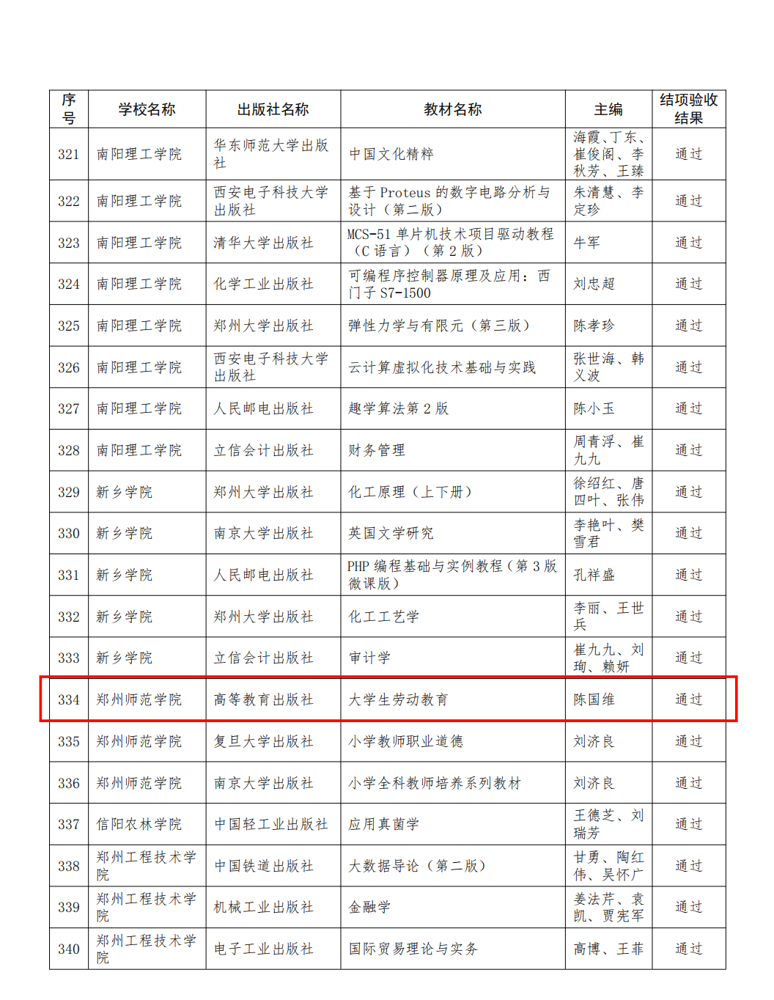 序号 学校名称 出版社名称 教材名称 主编 结项验收结果
321 南阳理工学院 华东师范大学出版社 中国文化精粹 海霞、丁东、崔俊阁、李秋芳、王臻 通过
322 南阳理工学院 西安电子科技大学出版社 基于 Proteus 的数字电路分析与设计（第二版） 朱清慧、李定珍 通过
323 南阳理工学院 清华大学出版社 MCS-51 单片机技术项目驱动教程（C 语言）（第 2 版） 牛军 通过
324 南阳理工学院 化学工业出版社 可编程序控制器原理及应用：西门子 S7-1500 刘忠超 通过
325 南阳理工学院 郑州大学出版社 弹性力学与有限元（第三版） 陈孝珍 通过
326 南阳理工学院 西安电子科技大学出版社 云计算虚拟化技术基础与实践 张世海、韩义波 通过
327 南阳理工学院 人民邮电出版社 趣学算法第 2 版 陈小玉 通过
328 南阳理工学院 立信会计出版社 财务管理 周青浮、崔九九 通过
329 新乡学院 郑州大学出版社 化工原理（上下册） 徐绍红、唐四叶、张伟 通过
330 新乡学院 南京大学出版社 英国文学研究 李艳叶、樊雪君 通过
331 新乡学院 人民邮电出版社 PHP 编程基础与实例教程（第 3 版微课版） 孔祥盛 通过
332 新乡学院 郑州大学出版社 化工工艺学 李丽、王世兵 通过
333 新乡学院 立信会计出版社 审计学 崔九九、刘珣、赖妍 通过
334 郑州师范学院 高等教育出版社 大学生劳动教育 陈国维 通过
335 郑州师范学院 复旦大学出版社 小学教师职业道德 刘济良 通过
336 郑州师范学院 南京大学出版社 小学全科教师培养系列教材 刘济良 通过
337 信阳农林学院 中国轻工业出版社 应用真菌学 王德芝、刘瑞芳 通过
338 郑州工程技术学院 中国铁道出版社 大数据导论（第二版） 甘勇、陶红伟、吴怀广 通过
339 郑州工程技术学院 机械工业出版社 金融学 姜法芹、袁凯、贾宪军 通过
340 郑州工程技术学院 电子工业出版社 国际贸易理论与实务 高博、王菲 通过